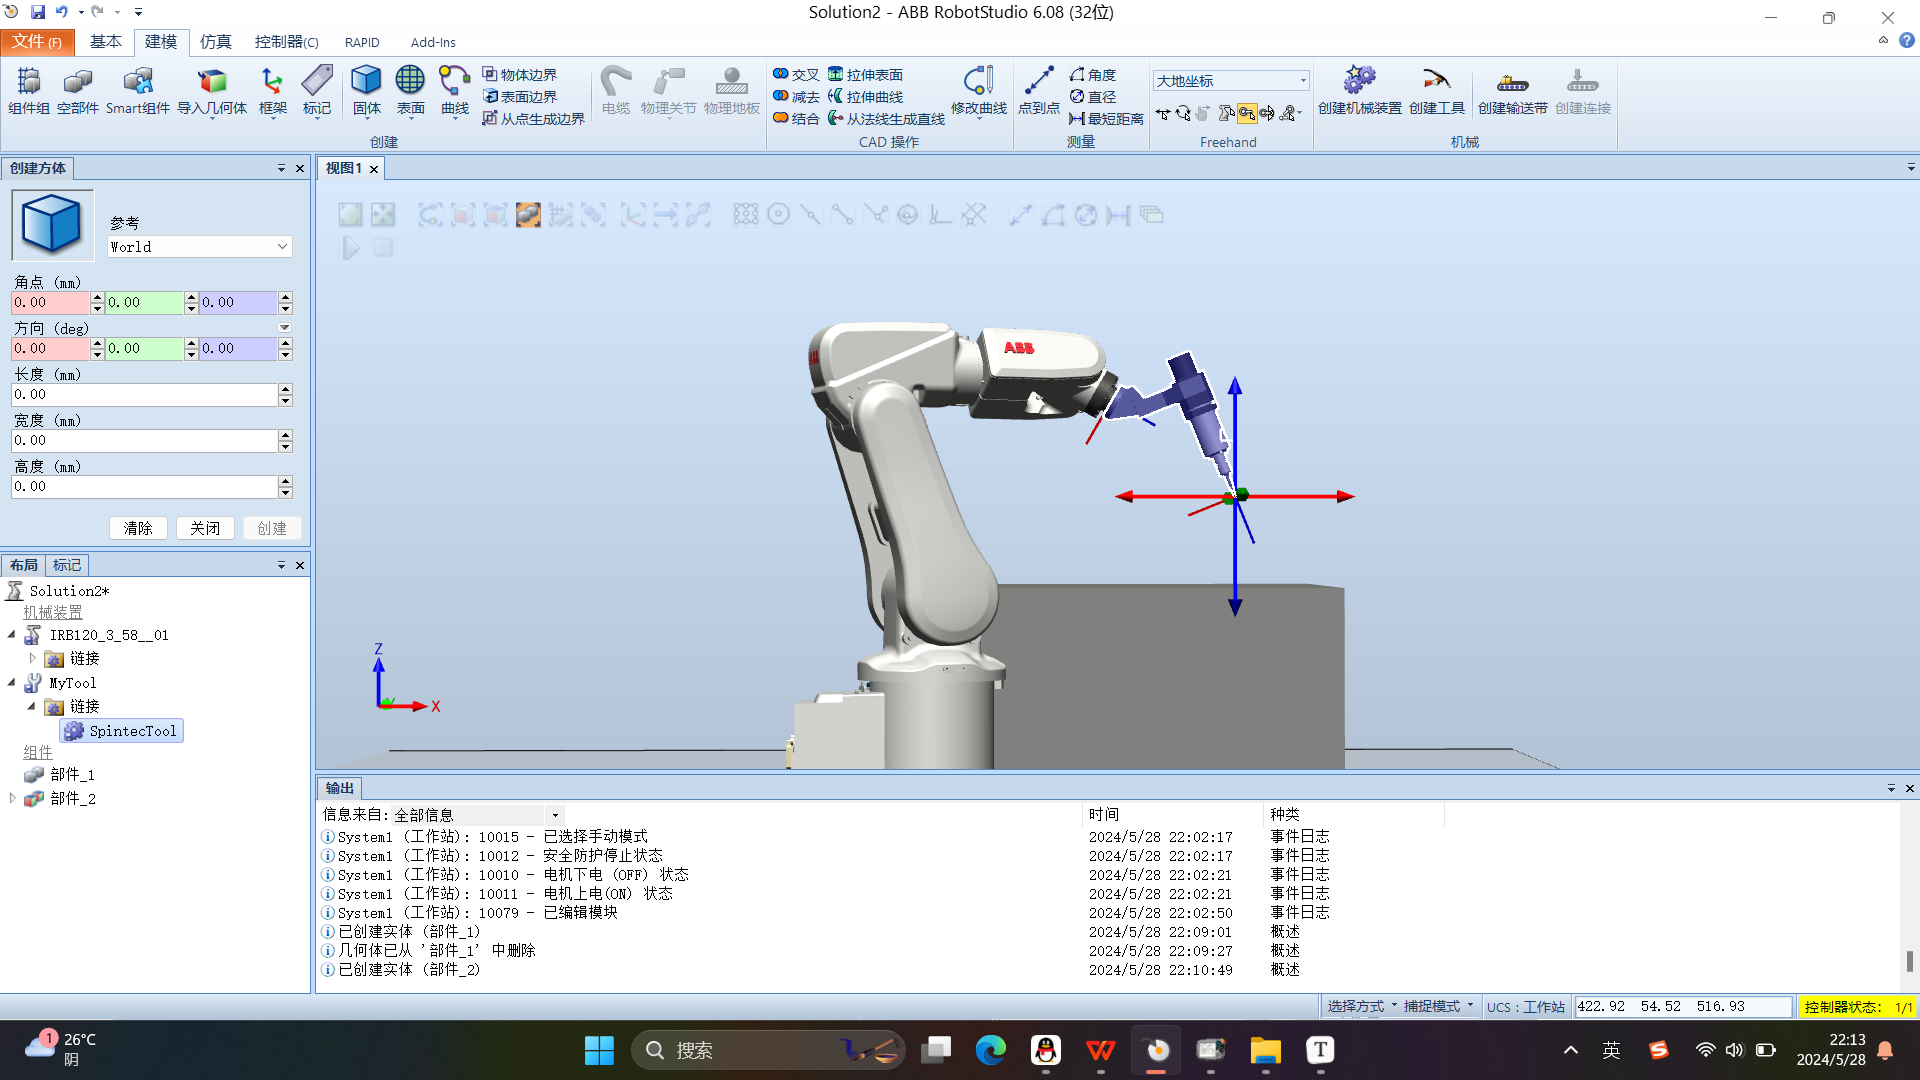 Solution2 - ABB RobotStudio 6.08 (32位)
文件(F) 基本 建模 仿真 控制器(C) RAPID Add-Ins
组件组 空部件 Smart组件 导入几何体 框架 标记 固体 表面 曲线 物体边界 表面边界 从点生成边界 电缆 物理关节 物理地板
创建
交叉 减去 结合 拉伸表面 拉伸曲线 从法线生成直线 修改曲线
CAD 操作
点到点 角度 直径 最短距离
测量
大地坐标
Freehand
创建机械装置 创建工具 创建输送带 创建连接
机械
创建方体
视图1
参考
World
角点 (mm)
0.00 0.00 0.00
方向 (deg)
0.00 0.00 0.00
长度 (mm)
0.00
宽度 (mm)
0.00
高度 (mm)
0.00
清除 关闭 创建
布局 标记
Solution2*
机械装置
IRB120_3_58__01
链接
MyTool
链接
SpintecTool
组件
部件_1
部件_2
ABB
Z
X
输出
信息来自: 全部信息 时间 种类
System1 (工作站): 10015 - 已选择手动模式 2024/5/28 22:02:17 事件日志
System1 (工作站): 10012 - 安全防护停止状态 2024/5/28 22:02:17 事件日志
System1 (工作站): 10010 - 电机下电 (OFF) 状态 2024/5/28 22:02:21 事件日志
System1 (工作站): 10011 - 电机上电(ON) 状态 2024/5/28 22:02:21 事件日志
System1 (工作站): 10079 - 已编辑模块 2024/5/28 22:02:50 事件日志
已创建实体 (部件_1) 2024/5/28 22:09:01 概述
几何体已从 '部件_1' 中删除 2024/5/28 22:09:27 概述
已创建实体 (部件_2) 2024/5/28 22:10:49 概述
选择方式 捕捉模式 UCS : 工作站 422.92 54.52 516.93 控制器状态: 1/1
1
26°C
阴
搜索
英
22:13
2024/5/28